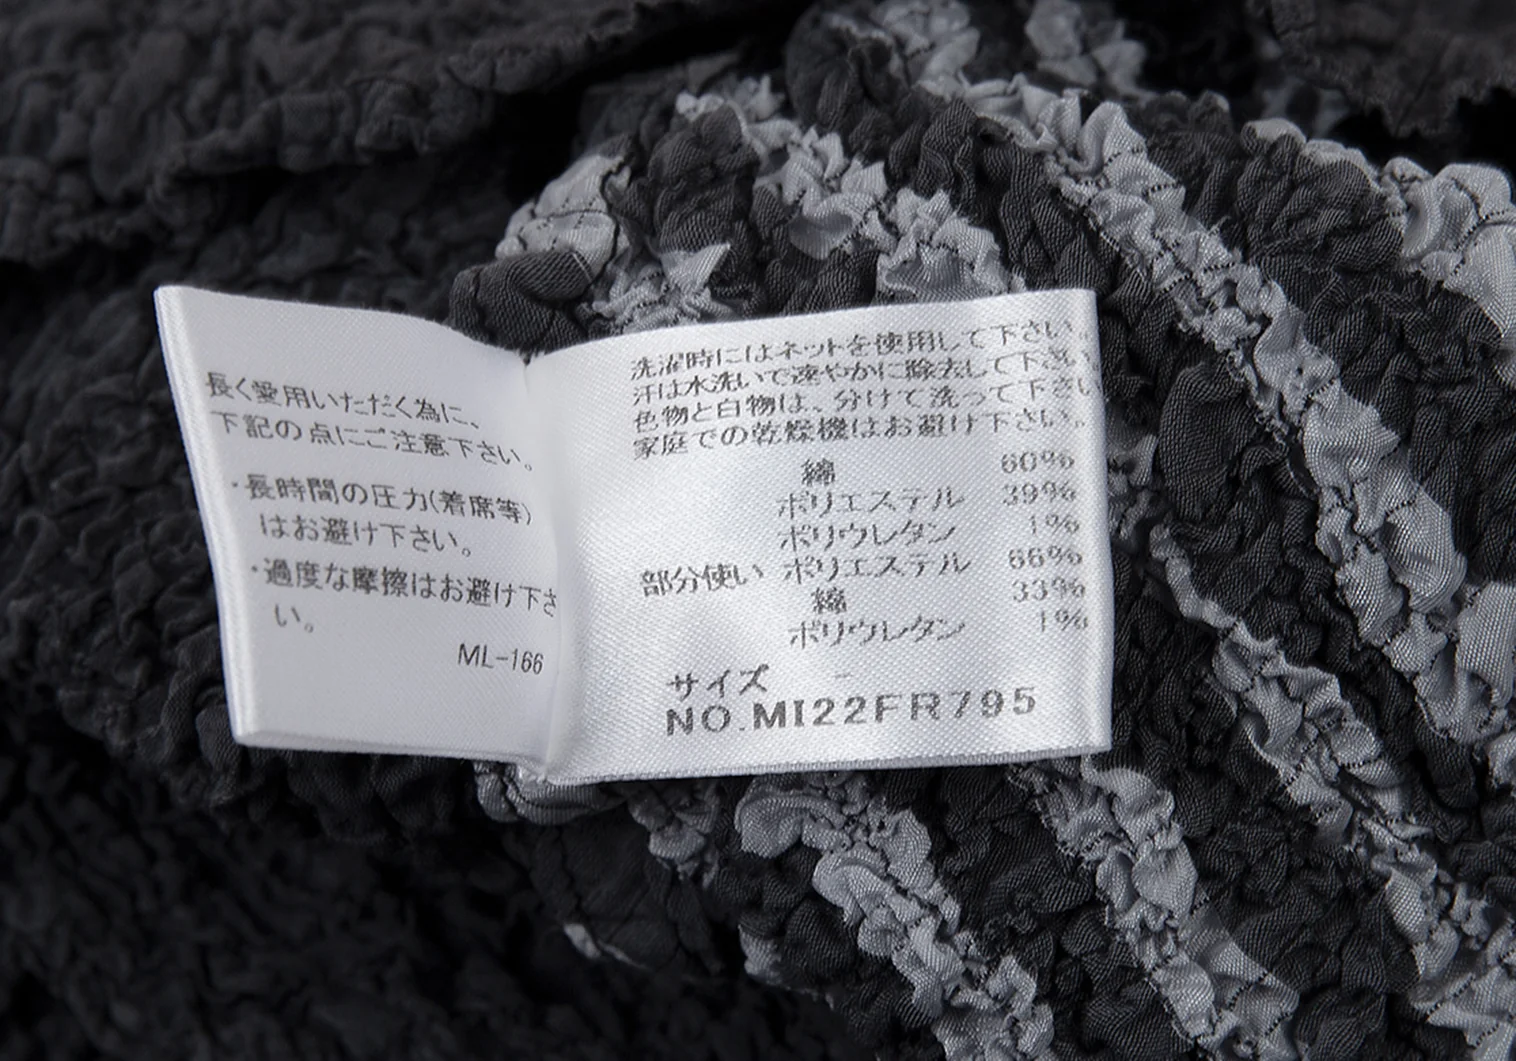 長く愛用いただく為に、
下記の点にご注意下さい。
・長時間の圧力(着席等)
はお避け下さい。
・過度な摩擦はお避け下さ
い。
ML-166
洗濯時にはネットを使用して下さい。
汗は水洗いで速やかに除去して下さい
色物と白物は、分けて洗って下さい
家庭での乾燥機はお避け下さい。
綿 60%
ポリエステル 39%
ポリウレタン 1%
部分使い ポリエステル 66%
綿 33%
ポリウレタン 1%
サイズ -
NO.MI22FR795